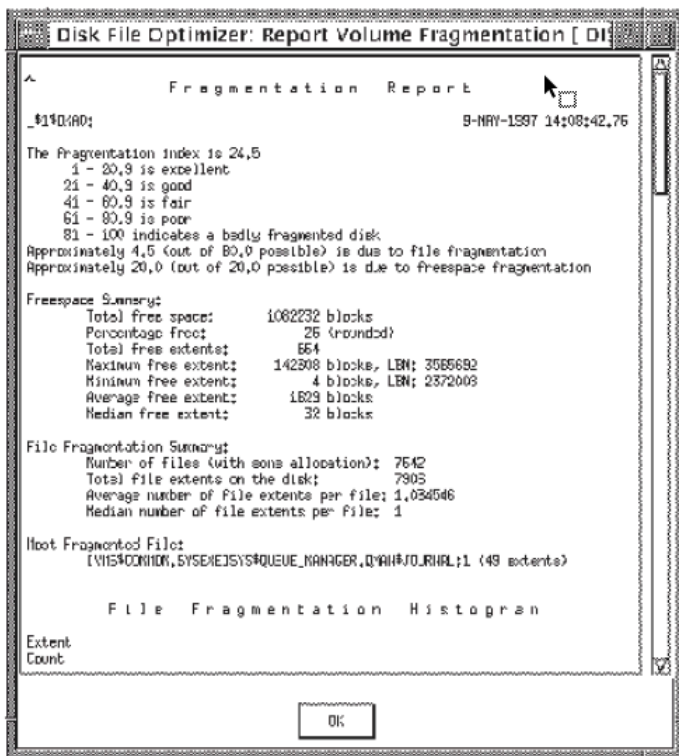 Disk File Optimizer: Report Volume Fragmentation [ DI
Fragmentation Report
_$1$DKA0: 9-MAY-1997 14:08:42.76
The fragmentation index is 24.5
1 - 20.9 is excellent
21 - 40.9 is good
41 - 60.9 is fair
61 - 80.9 is poor
81 - 100 indicates a badly fragmented disk
Approximately 4.5 (out of 80.0 possible) is due to file fragmentation
Approximately 20.0 (out of 20.0 possible) is due to freespace fragmentation
Freespace Summary:
Total free space: 1082232 blocks
Percentage free: 26 (rounded)
Total free extents: 664
Maximum free extent: 142308 blocks, LBN: 3565692
Minimum free extent: 4 blocks, LBN: 2372003
Average free extent: 1629 blocks
Median free extent: 32 blocks
File Fragmentation Summary:
Number of files (with some allocation): 7642
Total file extents on the disk: 7906
Average number of file extents per file: 1.034546
Median number of file extents per file: 1
Most Fragmented File:
[VMS$COMMON.SYSEXE]SYS$QUEUE_MANAGER.QMAN$JOURNAL;1 (49 extents)
File Fragmentation Histogram
Extent
Count
OK